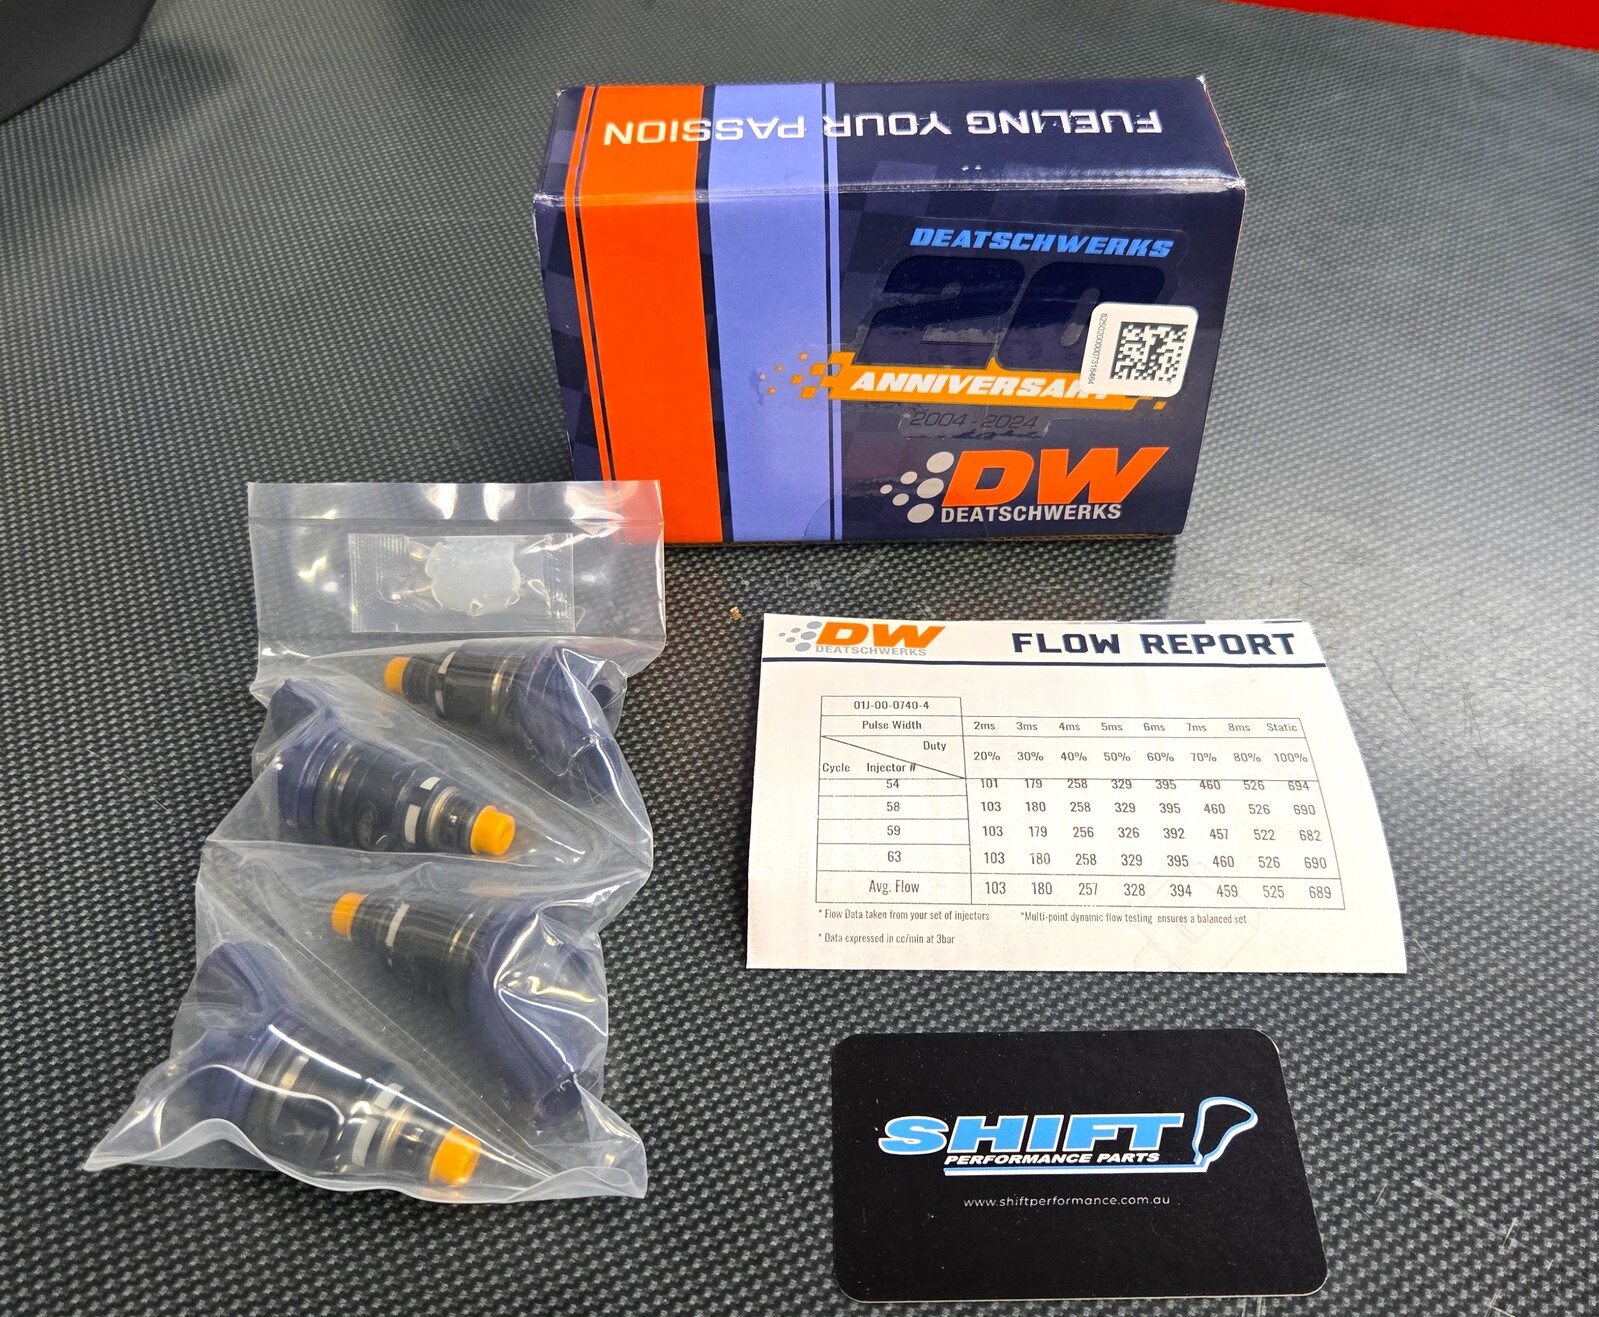 FUELING YOUR PASSION
DEATSCHWERKS
20
ANNIVERSARY
2004 - 2024
DW
DEATSCHWERKS
DW
DEATSCHWERKS
FLOW REPORT
01J-00-0740-4
Pulse Width 2ms 3ms 4ms 5ms 6ms 7ms 8ms Static
Duty
Cycle Injector # 20% 30% 40% 50% 60% 70% 80% 100%
54 101 179 258 329 395 460 526 694
58 103 180 258 329 395 460 526 690
59 103 179 256 326 392 457 522 682
63 103 180 258 329 395 460 526 690
Avg. Flow 103 180 257 328 394 459 525 689
* Flow Data taken from your set of injectors *Multi-point dynamic flow testing ensures a balanced set
* Data expressed in cc/min at 3bar
SHIFT
PERFORMANCE PARTS
www.shiftperformance.com.au